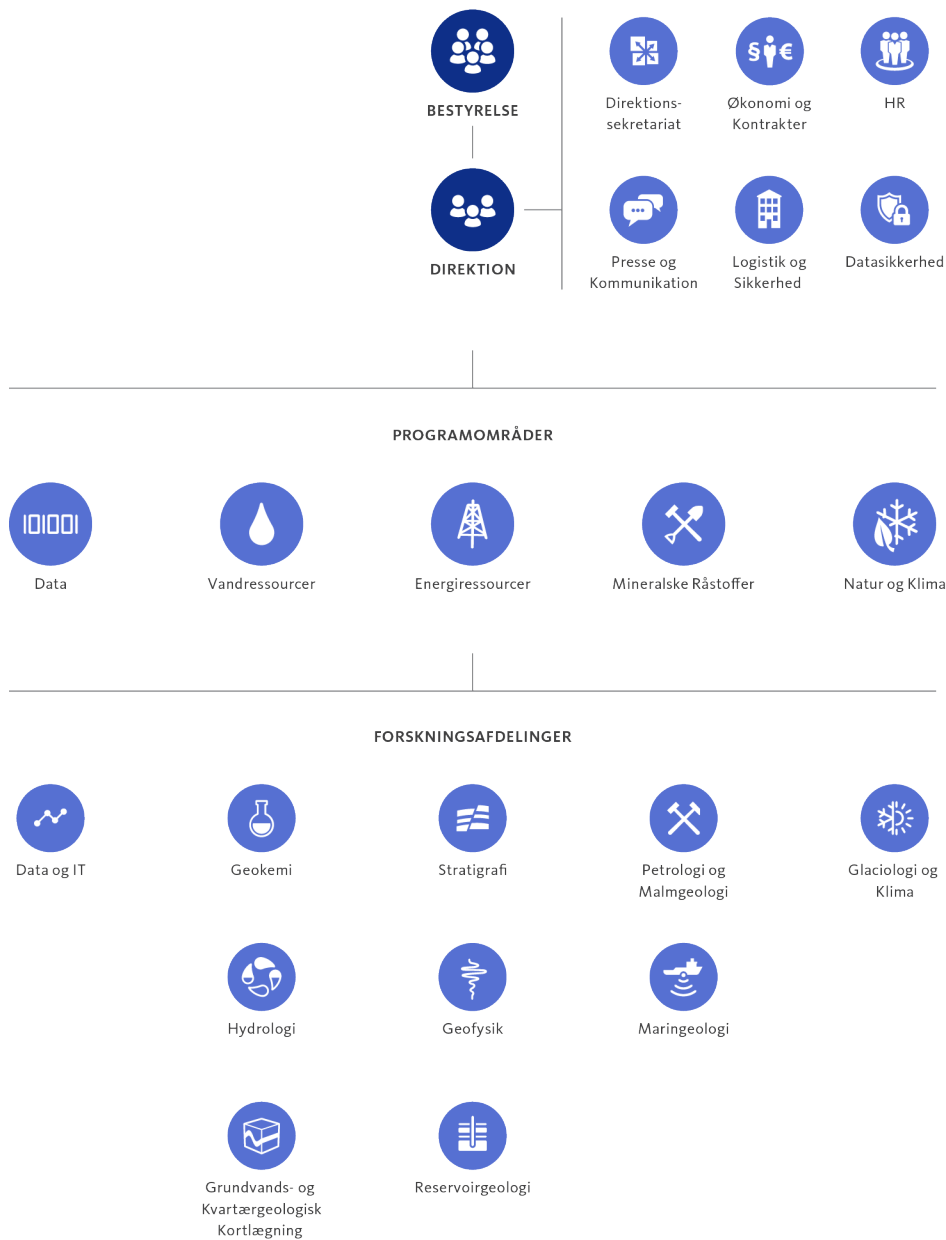 BESTYRELSE
DIREKTION
Direktions-
sekretariat
§
€
Økonomi og
Kontrakter
HR
Presse og
Kommunikation
Logistik og
Sikkerhed
Datasikkerhed
PROGRAMOMRÅDER
101001
Data
Vandressourcer
Energiressourcer
Mineralske Råstoffer
Natur og Klima
FORSKNINGSAFDELINGER
Data og IT
Geokemi
Stratigrafi
Petrologi og
Malmgeologi
Glaciologi og
Klima
Hydrologi
Geofysik
Maringeologi
Grundvands- og
Kvartærgeologisk
Kortlægning
Reservoirgeologi